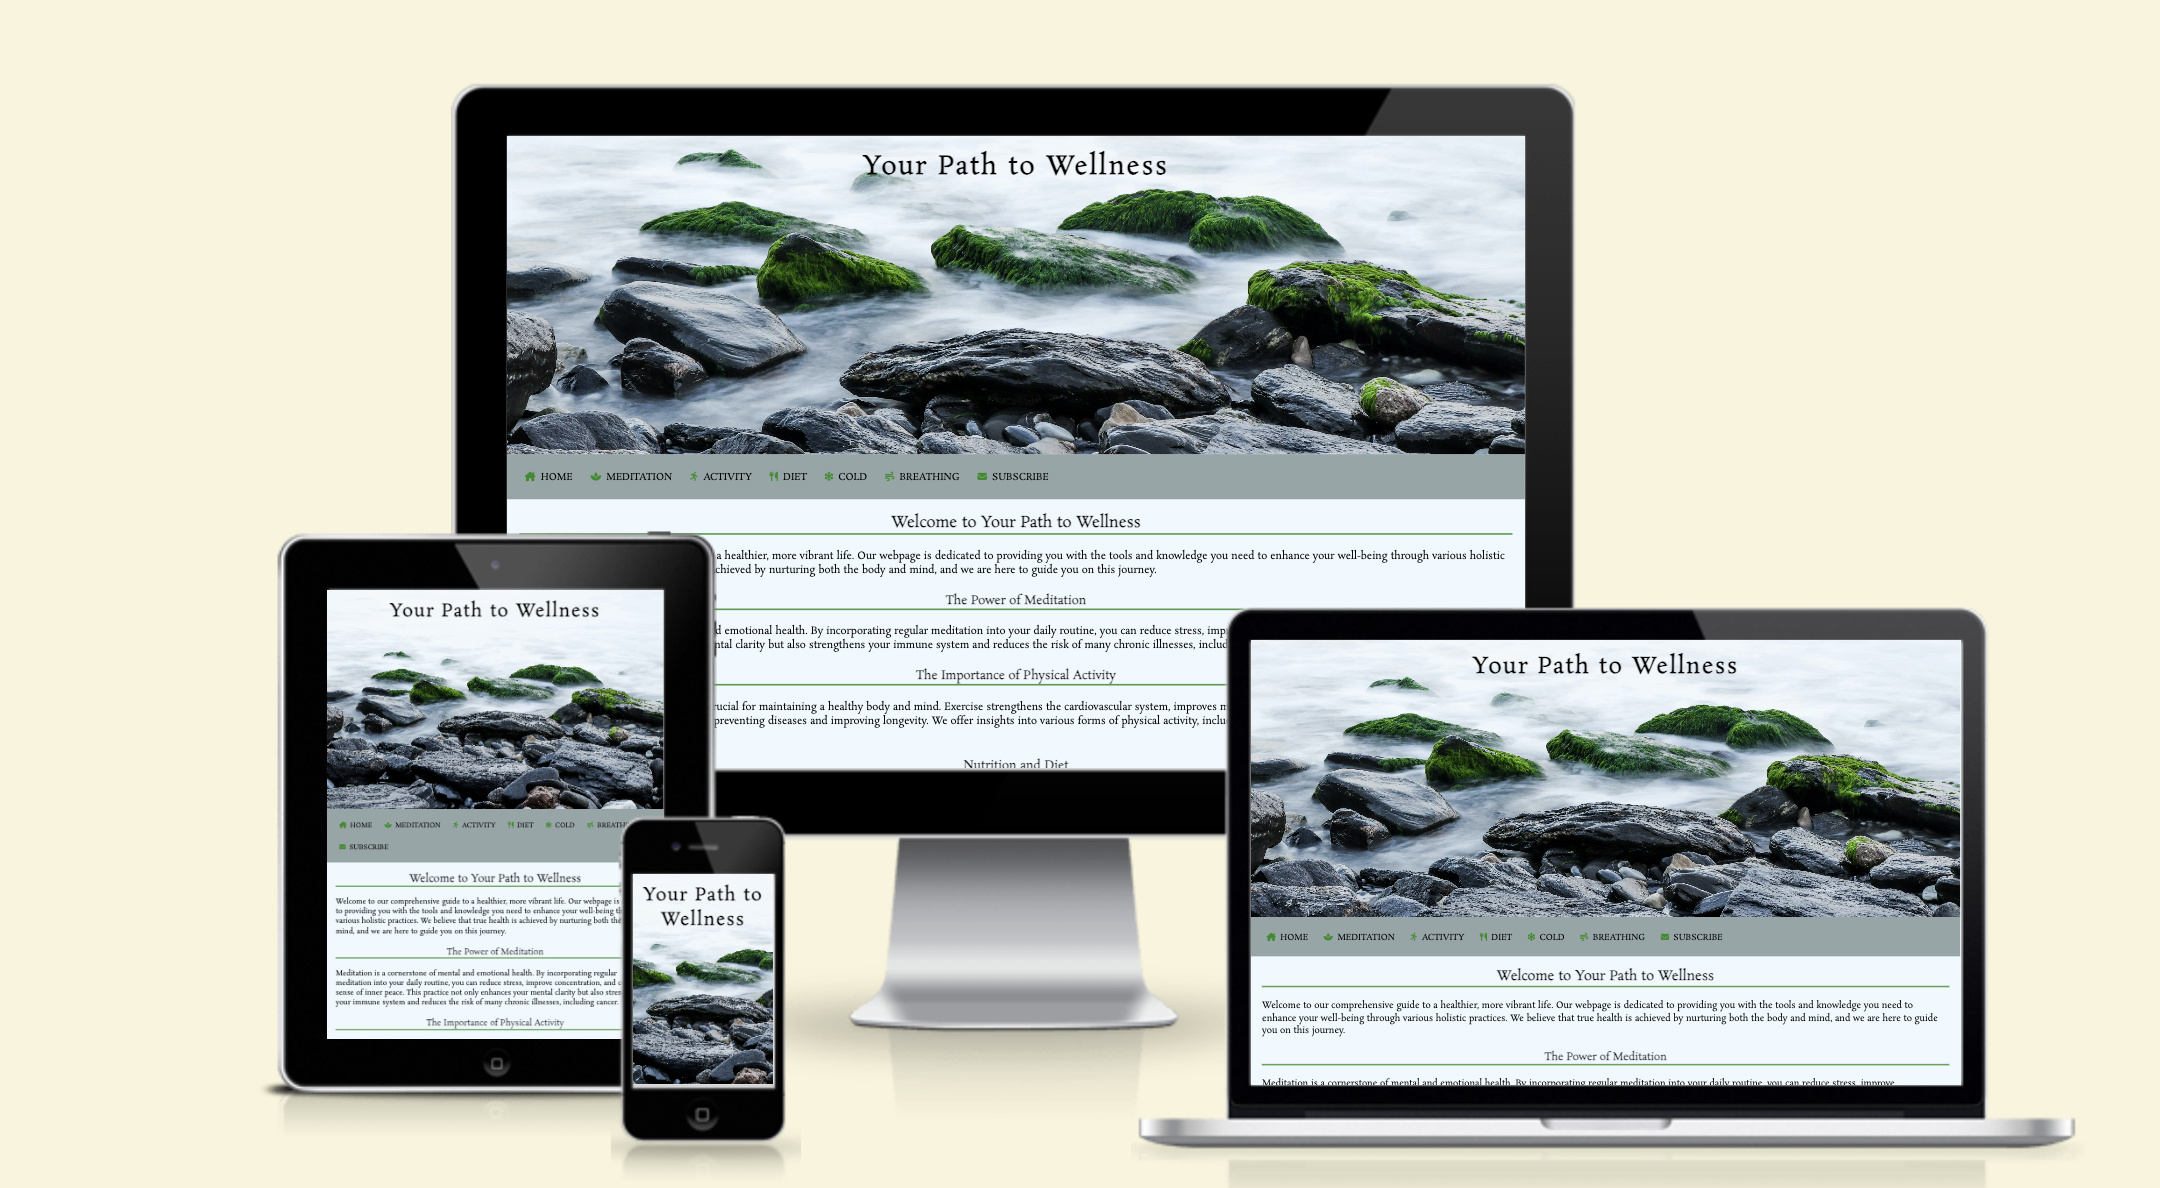 Your Path to Wellness
HOME MEDITATION ACTIVITY DIET COLD BREATHING SUBSCRIBE
Welcome to Your Path to Wellness
a healthier, more vibrant life. Our webpage is dedicated to providing you with the tools and knowledge you need to enhance your well-being through various holistic
chieved by nurturing both the body and mind, and we are here to guide you on this journey.
The Power of Meditation
d emotional health. By incorporating regular meditation into your daily routine, you can reduce stress, imp
ntal clarity but also strengthens your immune system and reduces the risk of many chronic illnesses, includ
The Importance of Physical Activity
rucial for maintaining a healthy body and mind. Exercise strengthens the cardiovascular system, improves m
preventing diseases and improving longevity. We offer insights into various forms of physical activity, inclu
Nutrition and Diet
Your Path to Wellness
HOME MEDITATION ACTIVITY DIET COLD BREATH
SUBSCRIBE
Welcome to Your Path to Wellness
Welcome to our comprehensive guide to a healthier, more vibrant life. Our webpage is
to providing you with the tools and knowledge you need to enhance your well-being th
various holistic practices. We believe that true health is achieved by nurturing both the
mind, and we are here to guide you on this journey.
The Power of Meditation
Meditation is a cornerstone of mental and emotional health. By incorporating regular
meditation into your daily routine, you can reduce stress, improve concentration, and c
sense of inner peace. This practice not only enhances your mental clarity but also stren
your immune system and reduces the risk of many chronic illnesses, including cancer.
The Importance of Physical Activity
Your Path to
Wellness
Your Path to Wellness
HOME MEDITATION ACTIVITY DIET COLD BREATHING SUBSCRIBE
Welcome to Your Path to Wellness
Welcome to our comprehensive guide to a healthier, more vibrant life. Our webpage is dedicated to providing you with the tools and knowledge you need to
enhance your well-being through various holistic practices. We believe that true health is achieved by nurturing both the body and mind, and we are here to guide
you on this journey.
The Power of Meditation
Meditation is a cornerstone of mental and emotional health. By incorporating regular meditation into your daily routine, you can reduce stress, improve